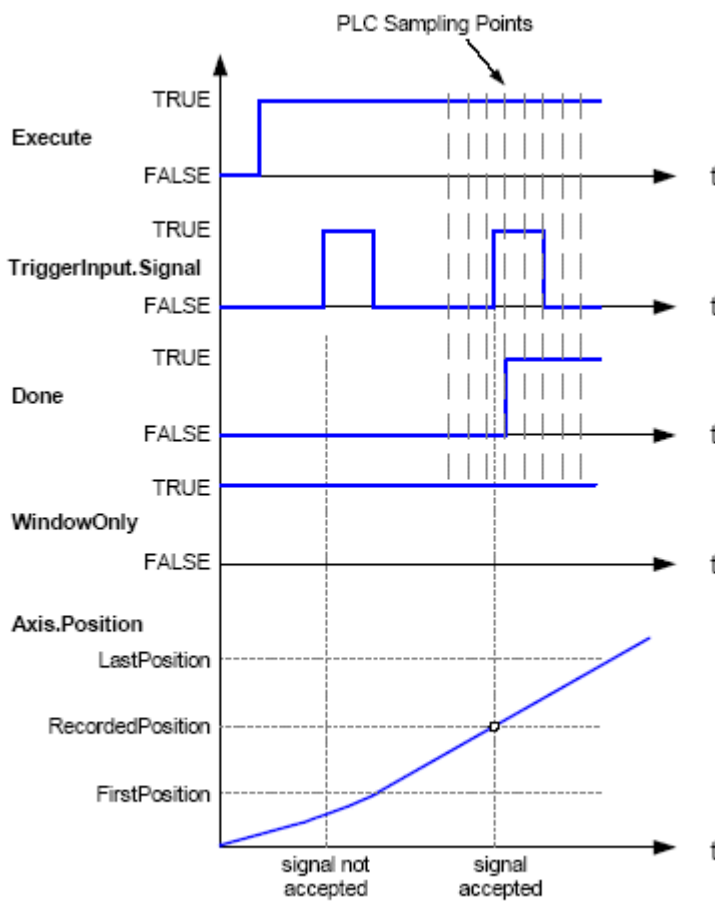 PLC Sampling Points
TRUE
Execute
FALSE
t
TRUE
TriggerInput.Signal
FALSE
t
TRUE
Done
FALSE
t
TRUE
WindowOnly
FALSE
t
Axis.Position
LastPosition
RecordedPosition
FirstPosition
t
signal not
accepted
signal
accepted